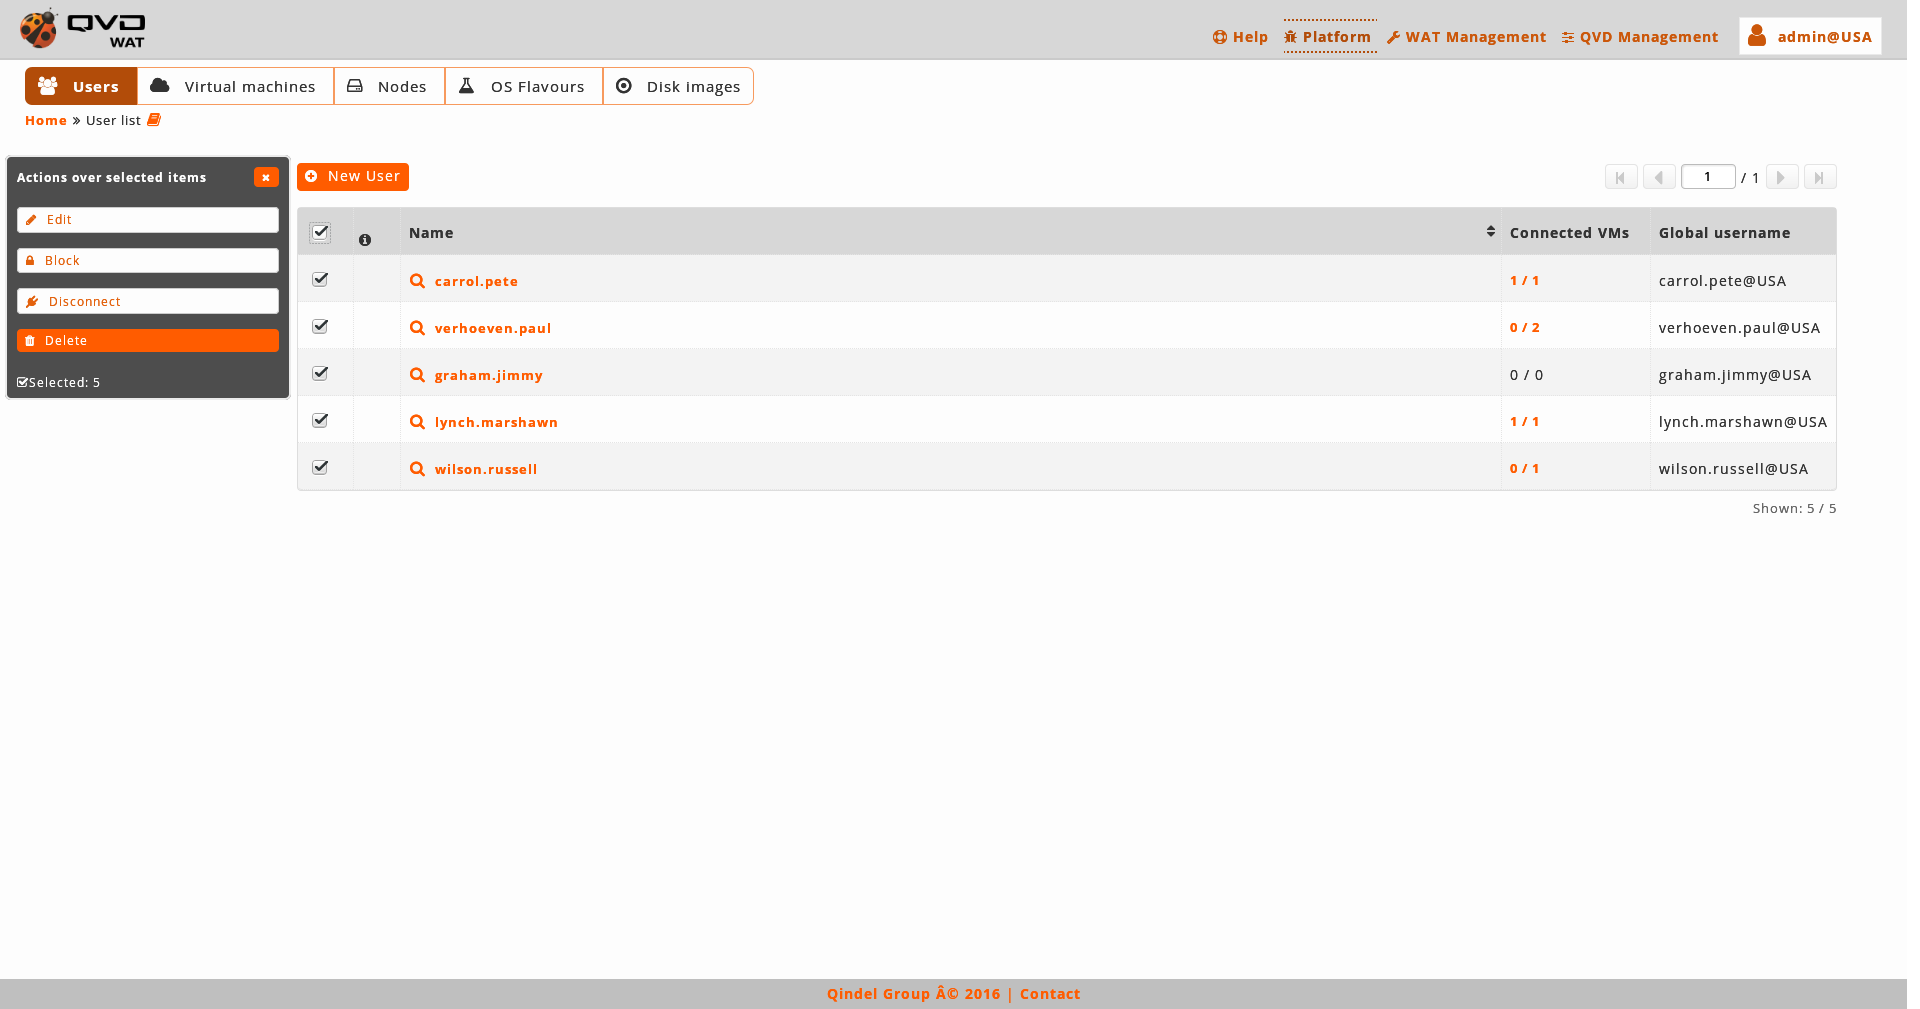 QVD
WAT
Help Platform WAT Management QVD Management admin@USA
Users Virtual machines Nodes OS Flavours Disk images
Home » User list
Actions over selected items
Edit
Block
Disconnect
Delete
Selected: 5
New User
1 / 1
Name Connected VMs Global username
carrol.pete 1 / 1 carrol.pete@USA
verhoeven.paul 0 / 2 verhoeven.paul@USA
graham.jimmy 0 / 0 graham.jimmy@USA
lynch.marshawn 1 / 1 lynch.marshawn@USA
wilson.russell 0 / 1 wilson.russell@USA
Shown: 5 / 5
Qindel Group Â© 2016 | Contact